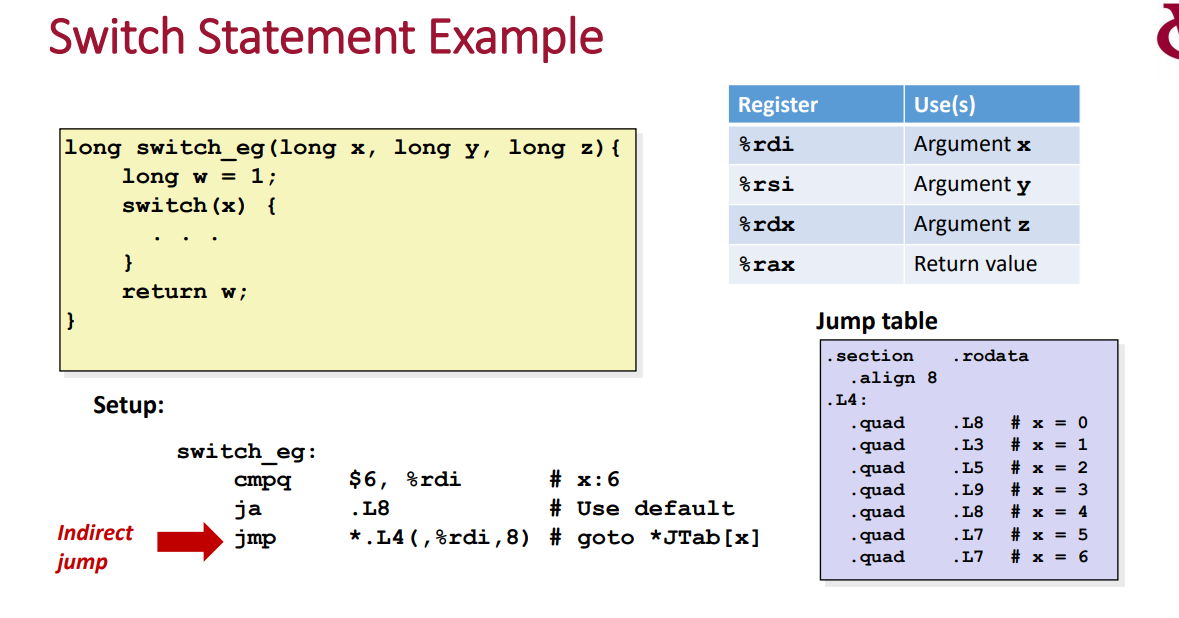 Switch Statement Example
long switch_eg(long x, long y, long z){
long w = 1;
switch(x) {
. . .
}
return w;
}
Register Use(s)
%rdi Argument x
%rsi Argument y
%rdx Argument z
%rax Return value
Jump table
.section .rodata
.align 8
.L4:
.quad .L8 # x = 0
.quad .L3 # x = 1
.quad .L5 # x = 2
.quad .L9 # x = 3
.quad .L8 # x = 4
.quad .L7 # x = 5
.quad .L7 # x = 6
Setup:
switch_eg:
cmpq $6, %rdi # x:6
ja .L8 # Use default
jmp *.L4(,%rdi,8) # goto *JTab[x]
Indirect
jump